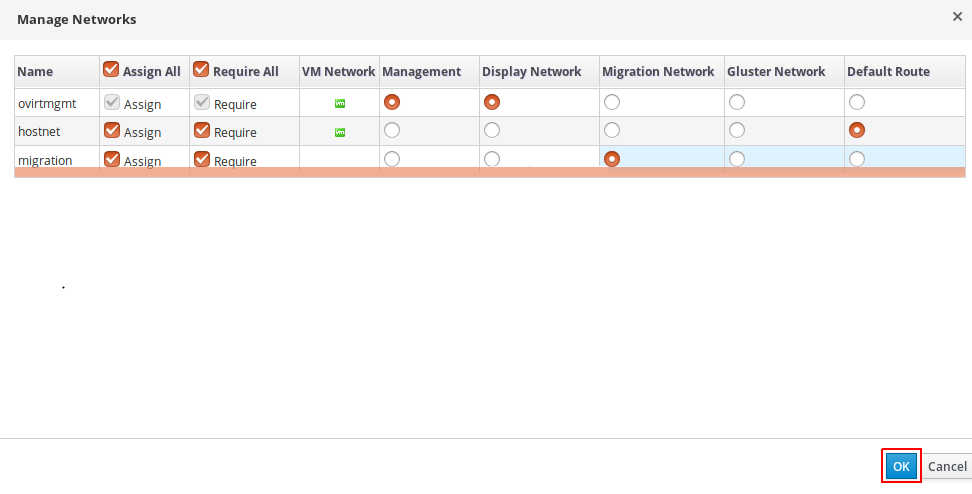 Manage Networks
Name Assign All Require All VM Network Management Display Network Migration Network Gluster Network Default Route
ovirtmgmt Assign Require vm
hostnet Assign Require vm
migration Assign Require
OK Cancel